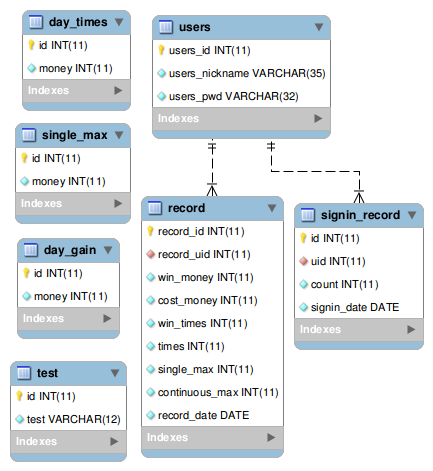 day_times
id INT(11)
money INT(11)
Indexes
single_max
id INT(11)
money INT(11)
Indexes
day_gain
id INT(11)
money INT(11)
Indexes
test
id INT(11)
test VARCHAR(12)
Indexes
users
users_id INT(11)
users_nickname VARCHAR(35)
users_pwd VARCHAR(32)
Indexes
record
record_id INT(11)
record_uid INT(11)
win_money INT(11)
cost_money INT(11)
win_times INT(11)
times INT(11)
single_max INT(11)
continuous_max INT(11)
record_date DATE
Indexes
signin_record
id INT(11)
uid INT(11)
count INT(11)
signin_date DATE
Indexes